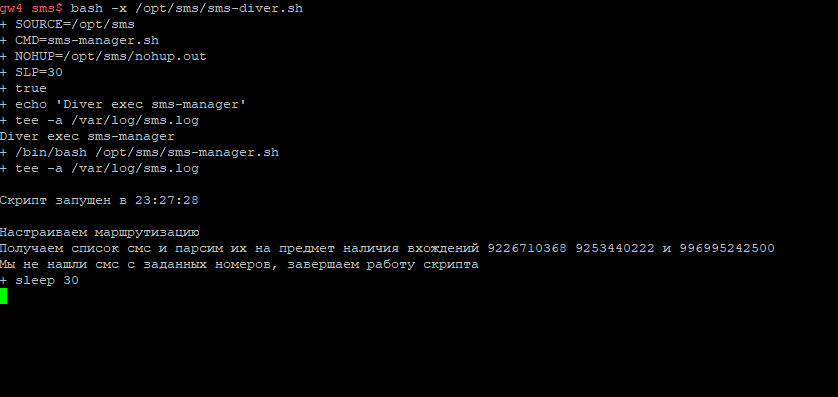 gw4 sms$ bash -x /opt/sms/sms-diver.sh
+ SOURCE=/opt/sms
+ CMD=sms-manager.sh
+ NOHUP=/opt/sms/nohup.out
+ SLP=30
+ true
+ echo 'Diver exec sms-manager'
+ tee -a /var/log/sms.log
Diver exec sms-manager
+ /bin/bash /opt/sms/sms-manager.sh
+ tee -a /var/log/sms.log
Скрипт запущен в 23:27:28
Настраиваем маршрутизацию
Получаем список смс и парсим их на предмет наличия вхождений 9226710368 9253440222 и 996995242500
Мы не нашли смс с заданных номеров, завершаем работу скрипта
+ sleep 30